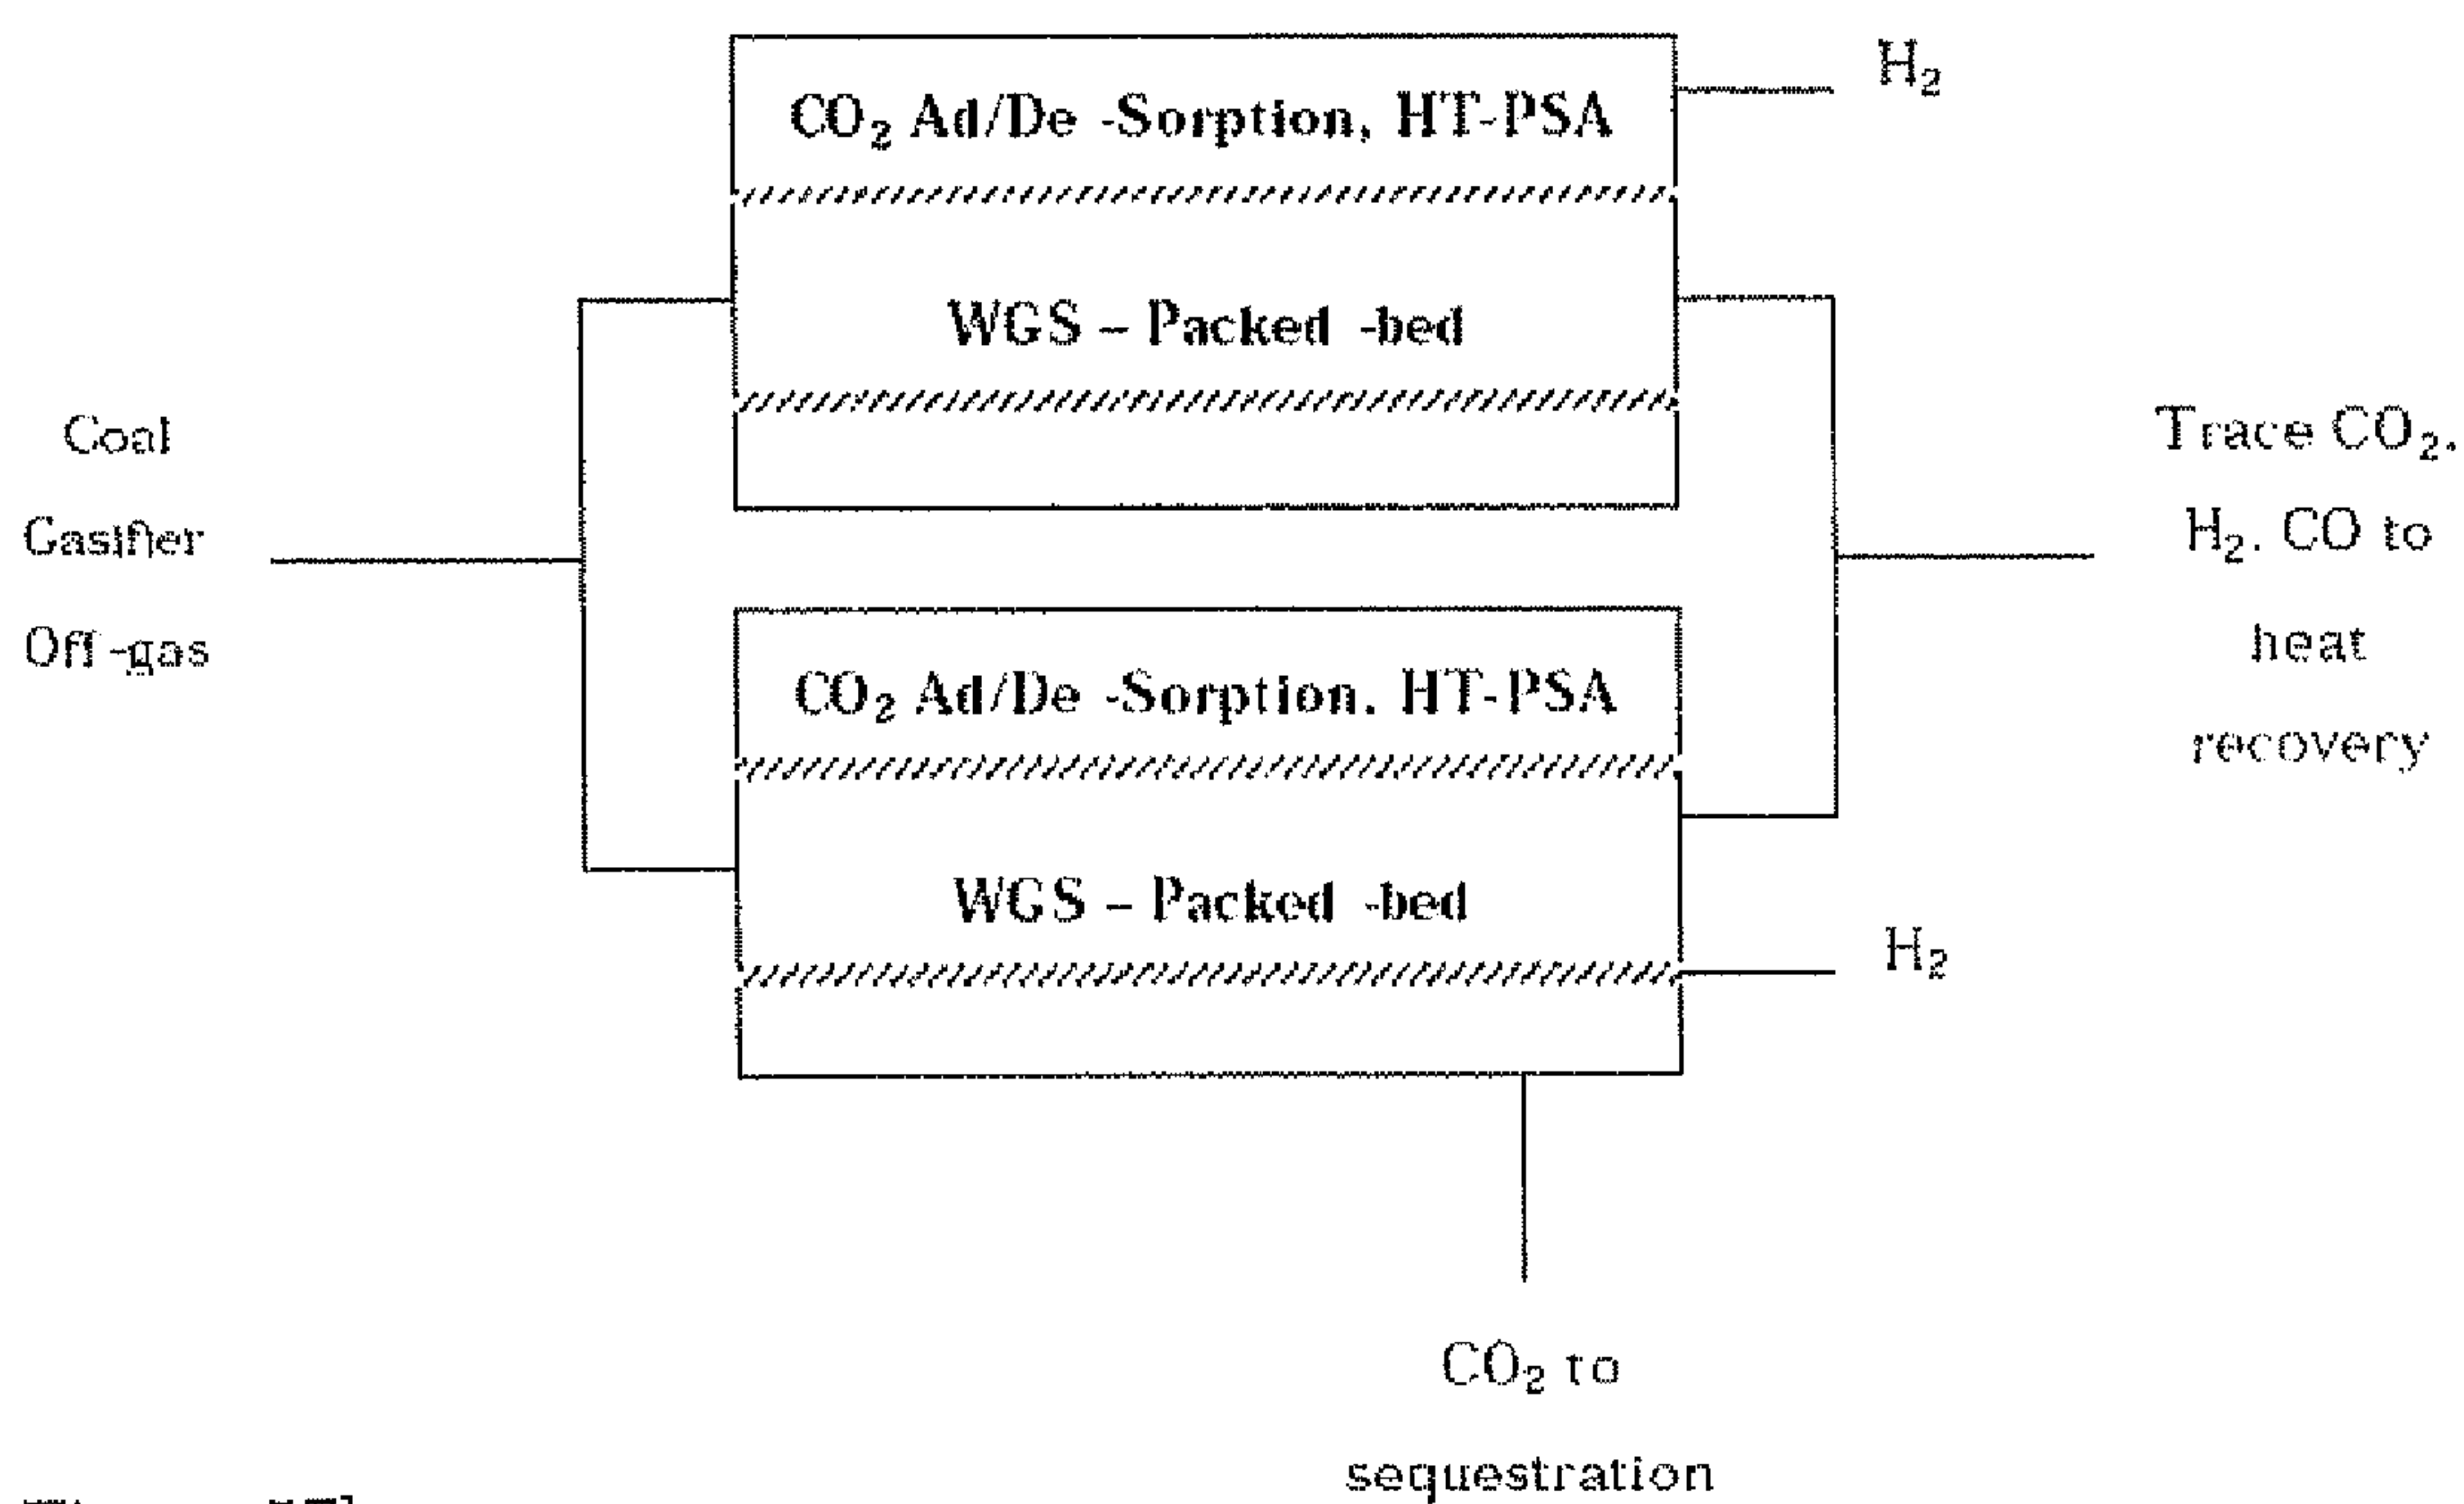 H₂
CO₂ Ad/De -Sorption, HT-PSA
WGS – Packed -bed
Coal
Gasifier
Off-gas
Trace CO₂.
H₂. CO to
heat
recovery
CO₂ Ad/De -Sorption. HT-PSA
WGS – Packed -bed
H₂
CO₂ to
sequestration